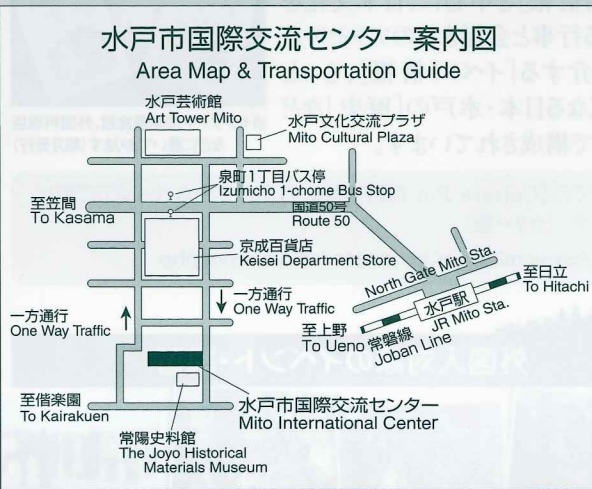 水戸市国際交流センター案内図
Area Map & Transportation Guide
水戸芸術館
Art Tower Mito
水戸文化交流プラザ
Mito Cultural Plaza
泉町1丁目バス停
Izumicho 1-chome Bus Stop
至笠間
To Kasama
国道50号
Route 50
京成百貨店
Keisei Department Store
North Gate Mito Sta.
至日立
To Hitachi
水戸駅
JR Mito Sta.
一方通行
One Way Traffic
一方通行
One Way Traffic
至上野
To Ueno
常磐線
Joban Line
至偕楽園
To Kairakuen
水戸市国際交流センター
Mito International Center
常陽史料館
The Joyo Historical
Materials Museum